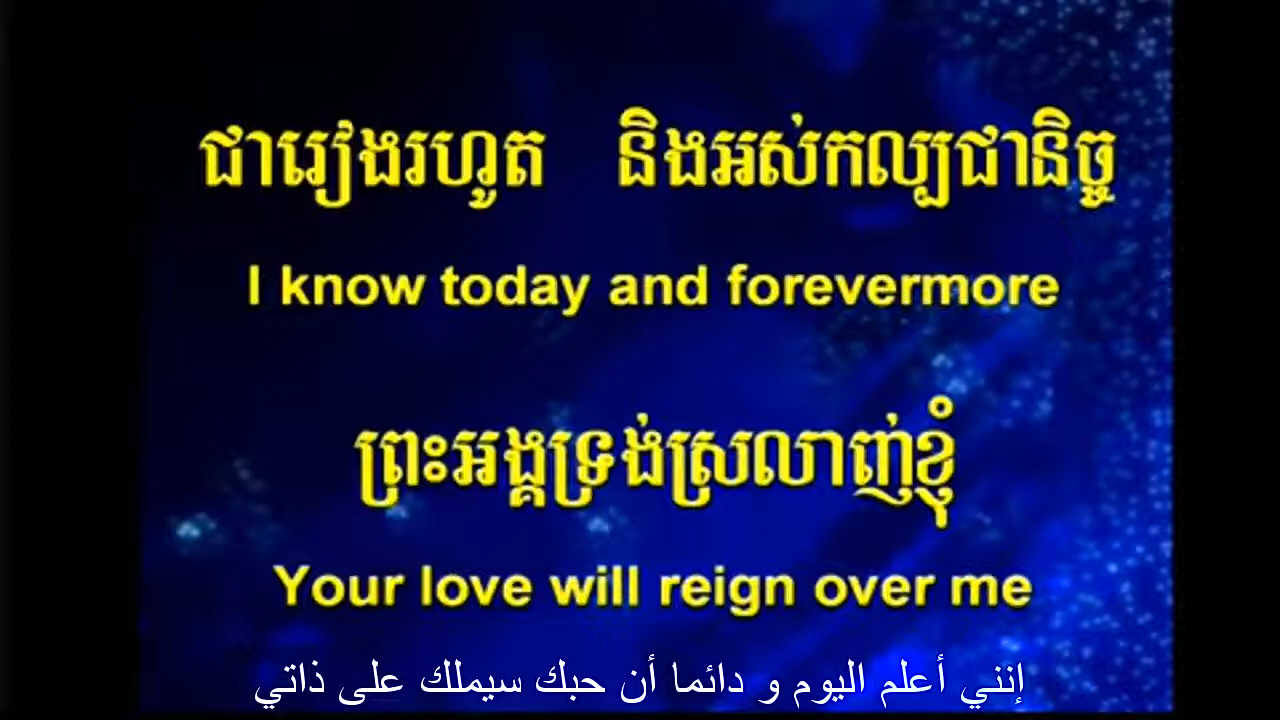 ជារៀងរហូត និងអស់កល្បជានិច្ច
I know today and forevermore
ព្រះអង្គទ្រង់ស្រលាញ់ខ្ញុំ
Your love will reign over me
إنني أعلم اليوم و دائما أن حبك سيملك على ذاتي